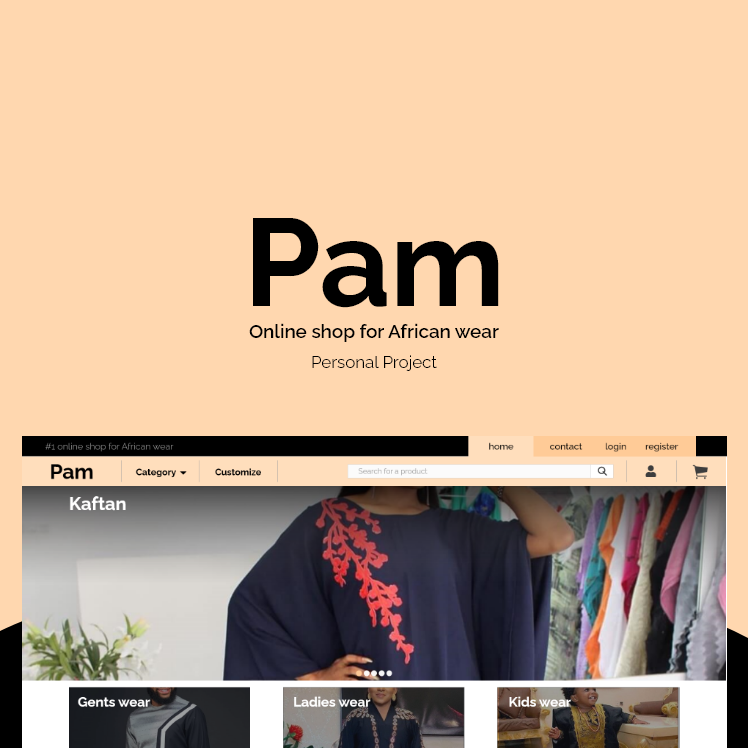 Pam
Online shop for African wear
Personal Project
#1 online shop for African wear
home
contact
login
register
Pam
Category
Customize
Search for a product
Kaftan
Gents wear
Ladies wear
Kids wear